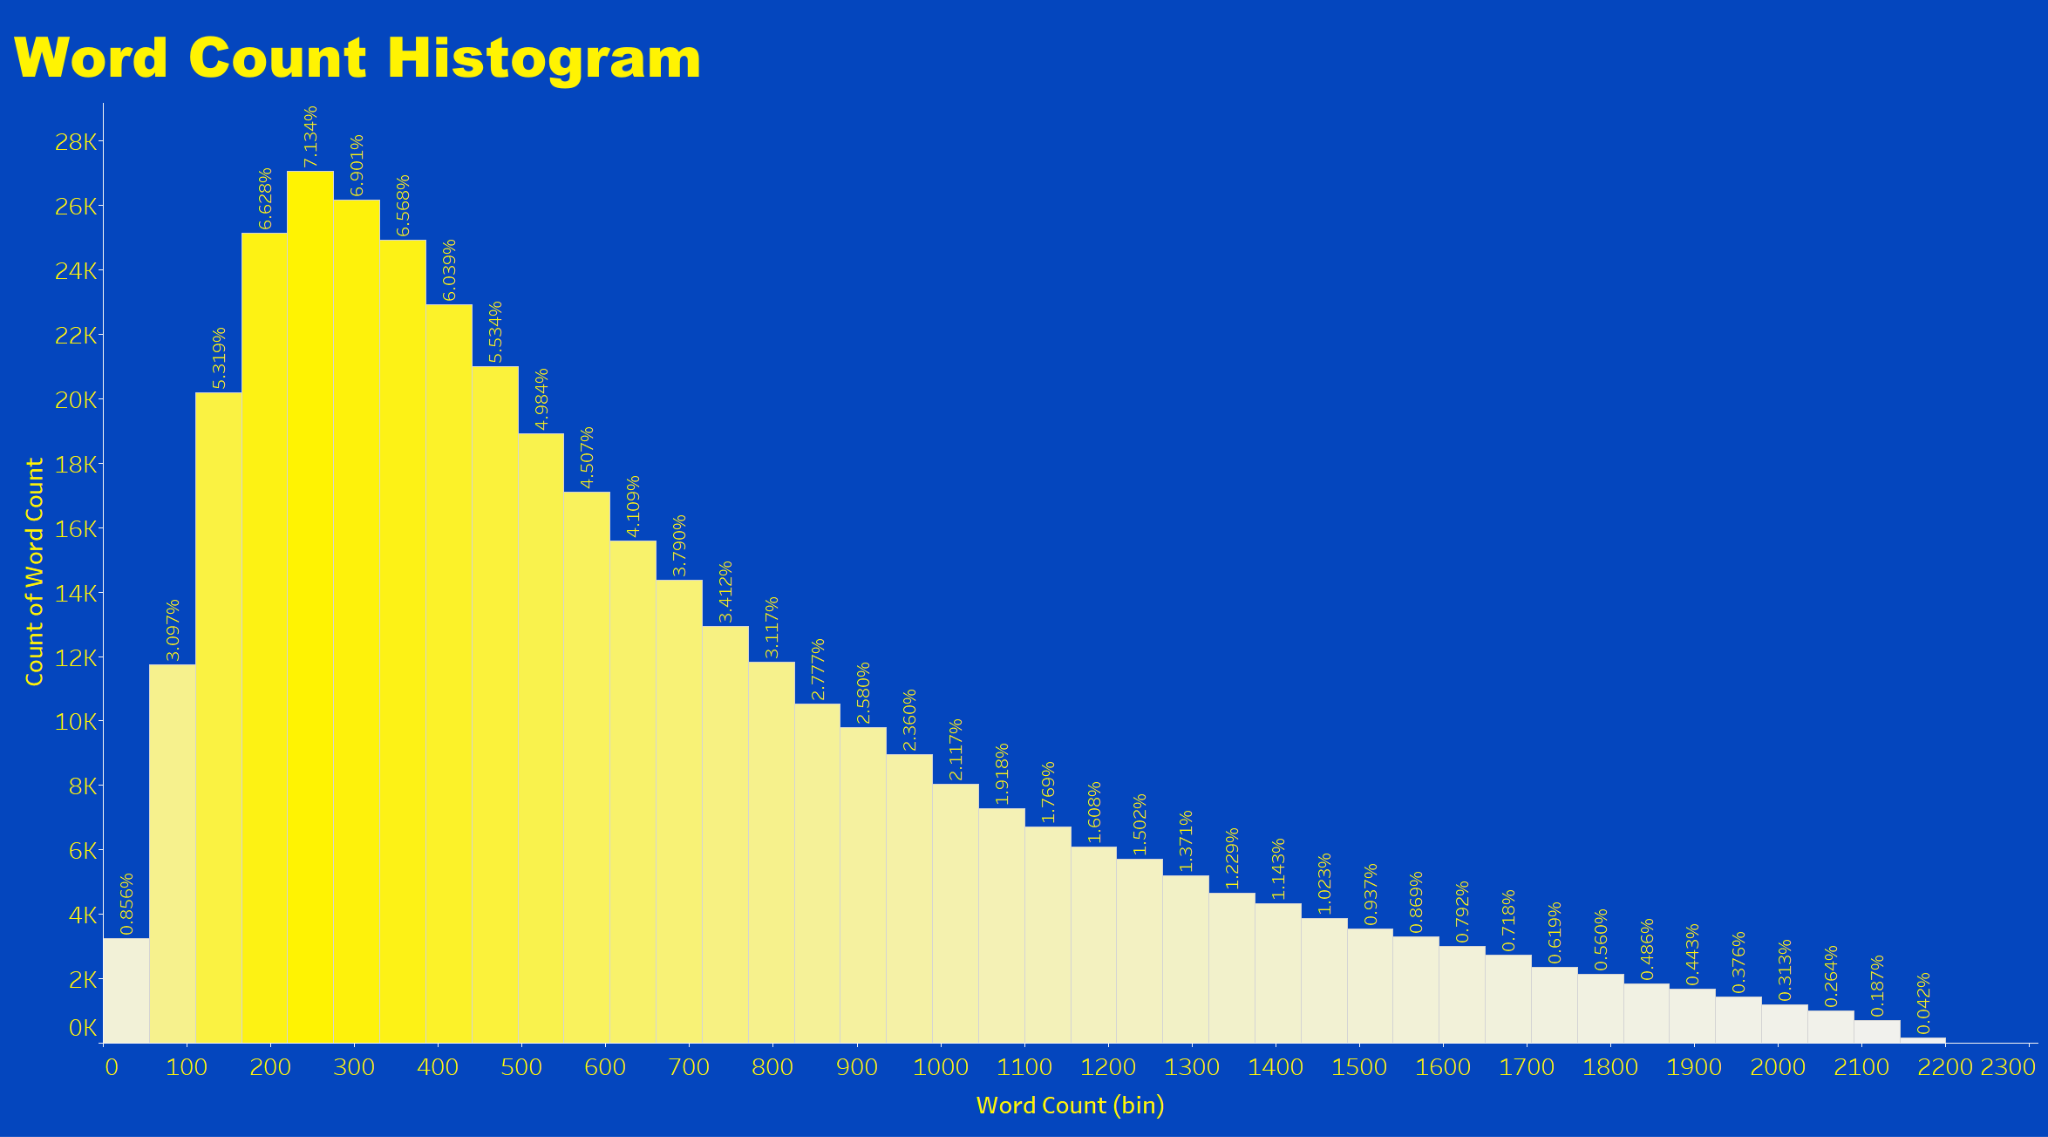 Word Count Histogram
28K
26K
24K
22K
20K
18K
16K
14K
12K
10K
8K
6K
4K
2K
0K
Count of Word Count
0.856%
3.097%
5.319%
6.628%
7.134%
6.901%
6.568%
6.039%
5.534%
4.984%
4.507%
4.109%
3.790%
3.412%
3.117%
2.777%
2.580%
2.360%
2.117%
1.918%
1.769%
1.608%
1.502%
1.371%
1.229%
1.143%
1.023%
0.937%
0.869%
0.792%
0.718%
0.619%
0.560%
0.486%
0.443%
0.376%
0.313%
0.264%
0.187%
0.042%
0 100 200 300 400 500 600 700 800 900 1000 1100 1200 1300 1400 1500 1600 1700 1800 1900 2000 2100 2200 2300
Word Count (bin)